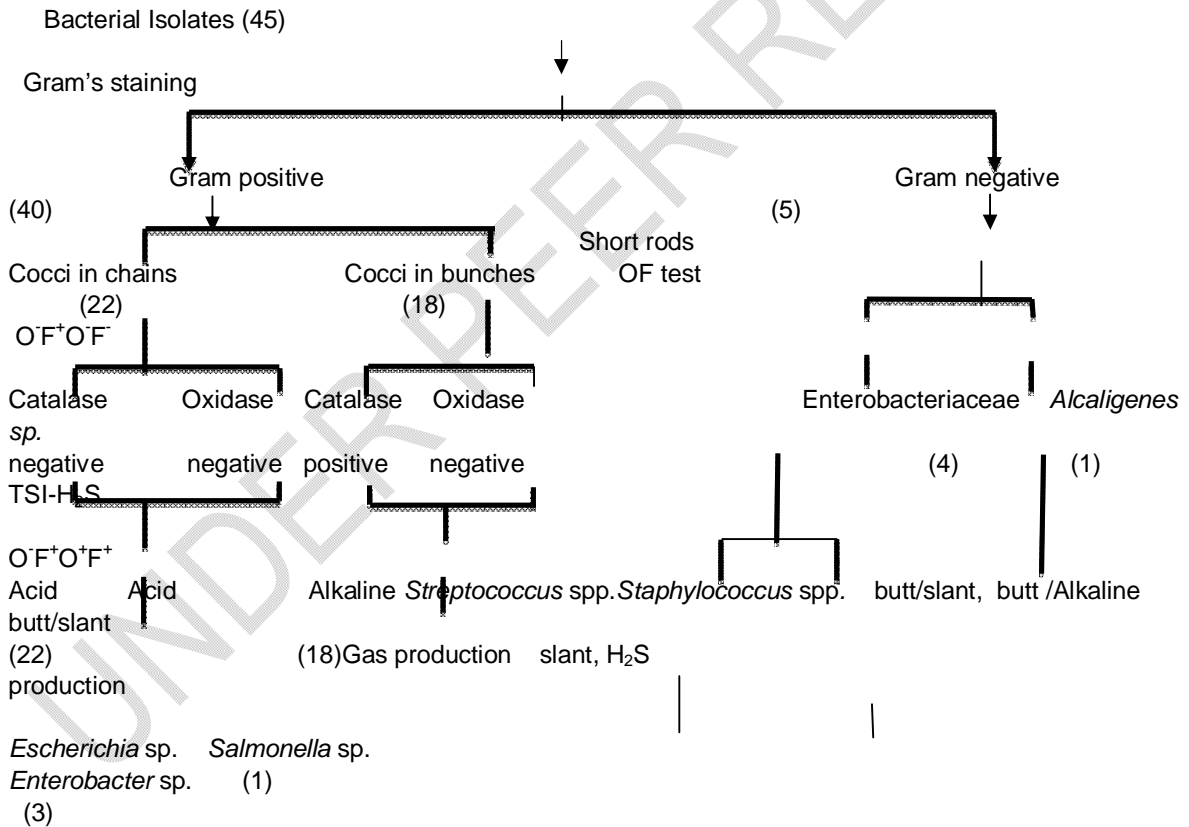 Bacterial Isolates (45)
Gram's staining
Gram positive Gram negative
(40) (5)
Short rods
Cocci in chains Cocci in bunches OF test
(22) (18)
O⁻F⁺O⁻F⁻
Catalase Oxidase Catalase Oxidase Enterobacteriaceae Alcaligenes
sp.
negative negative positive negative (4) (1)
TSI-H₂S
O⁻F⁺O⁺F⁺
Acid Acid Alkaline Streptococcus spp.Staphylococcus spp. butt/slant, butt /Alkaline
butt/slant
(22) (18)Gas production slant, H₂S
production
Escherichia sp. Salmonella sp.
Enterobacter sp. (1)
(3)
UNDER PEER RE